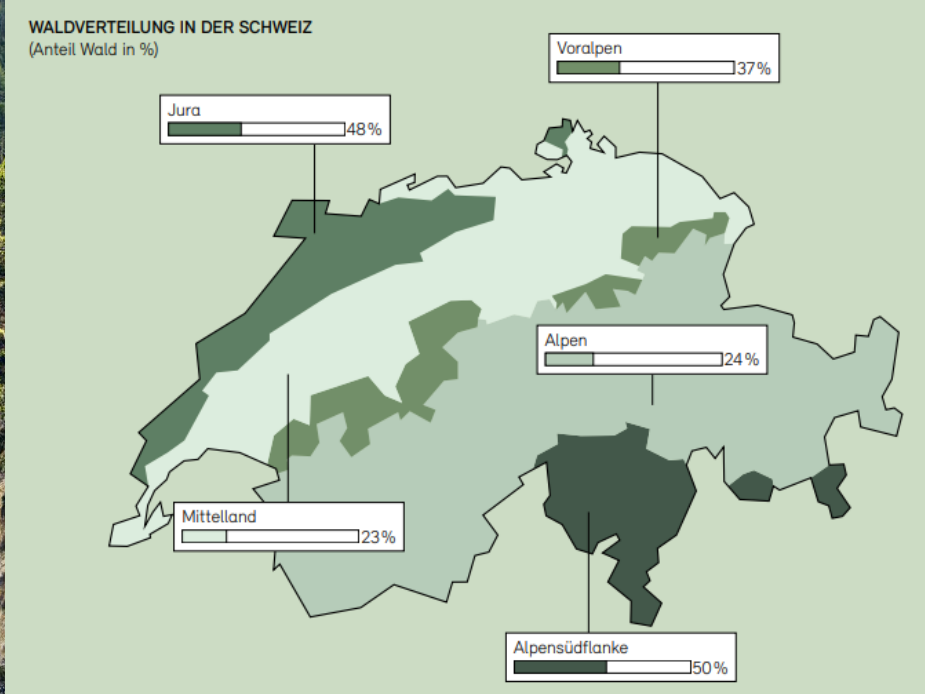 WALDVERTEILUNG IN DER SCHWEIZ
(Anteil Wald in %)
Voralpen
37%
Jura
48%
Alpen
24%
Mittelland
23%
Alpensüdflanke
50%